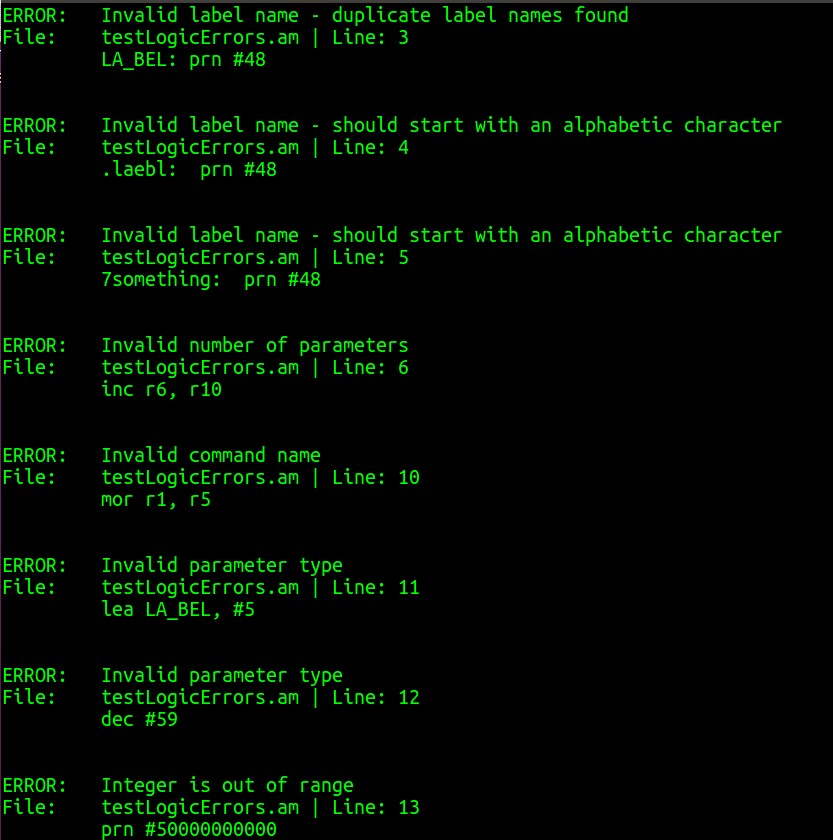 ERROR:   Invalid label name - duplicate label names found
File:    testLogicErrors.am | Line: 3
         LA_BEL: prn #48
ERROR:   Invalid label name - should start with an alphabetic character
File:    testLogicErrors.am | Line: 4
         .laebl:  prn #48
ERROR:   Invalid label name - should start with an alphabetic character
File:    testLogicErrors.am | Line: 5
         7something:  prn #48
ERROR:   Invalid number of parameters
File:    testLogicErrors.am | Line: 6
         inc r6, r10
ERROR:   Invalid command name
File:    testLogicErrors.am | Line: 10
         mor r1, r5
ERROR:   Invalid parameter type
File:    testLogicErrors.am | Line: 11
         lea LA_BEL, #5
ERROR:   Invalid parameter type
File:    testLogicErrors.am | Line: 12
         dec #59
ERROR:   Integer is out of range
File:    testLogicErrors.am | Line: 13
         prn #50000000000